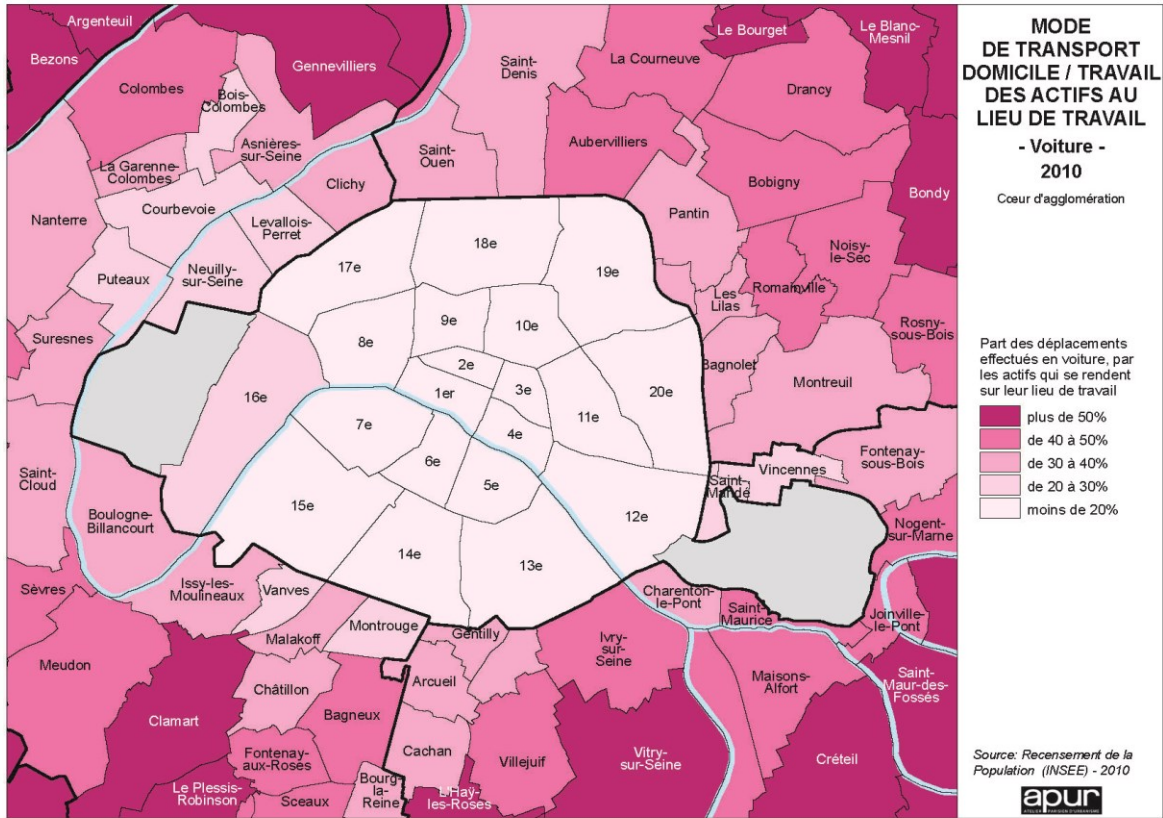 Argenteuil
Bezons
Colombes
Bois-
Colombes
Gennevilliers
Asnières-
sur-Seine
La Garenne-
Colombes
Nanterre
Courbevoie
Levallois-
Perret
Clichy
Puteaux
Neuilly-
sur-Seine
Suresnes
Saint-
Cloud
Saint-
Denis
Saint-
Ouen
La Courneuve
Le Bourget
Le Blanc-
Mesnil
Drancy
Aubervilliers
Bobigny
Bondy
Pantin
Noisy-
le-Sec
Romainville
Les
Lilas
Rosny-
sous-Bois
Bagnolet
Montreuil
Fontenay-
sous-Bois
Vincennes
Saint-
Mandé
Nogent-
sur-Marne
17e
18e
19e
9e
10e
8e
2e
3e
1er
16e
7e
4e
11e
20e
6e
5e
15e
14e
13e
12e
Boulogne-
Billancourt
Sèvres
Issy-les-
Moulineaux
Vanves
Malakoff
Montrouge
Gentilly
Meudon
Châtillon
Arcueil
Clamart
Bagneux
Cachan
Fontenay-
aux-Roses
Le Plessis-
Robinson
Sceaux
Bourg-
la-
Reine
L'Haÿ-
les-Roses
Villejuif
Ivry-
sur-
Seine
Vitry-
sur-Seine
Charenton-
le-Pont
Saint-
Maurice
Joinville-
le-Pont
Maisons-
Alfort
Saint-
Maur-des-
Fossés
Créteil
MODE
DE TRANSPORT
DOMICILE / TRAVAIL
DES ACTIFS AU
LIEU DE TRAVAIL
- Voiture -
2010
Cœur d'agglomération
Part des déplacements
effectués en voiture, par
les actifs qui se rendent
sur leur lieu de travail
plus de 50%
de 40 à 50%
de 30 à 40%
de 20 à 30%
moins de 20%
Source: Recensement de la
Population (INSEE) - 2010
apur
ATELIER PARISIEN D'URBANISME